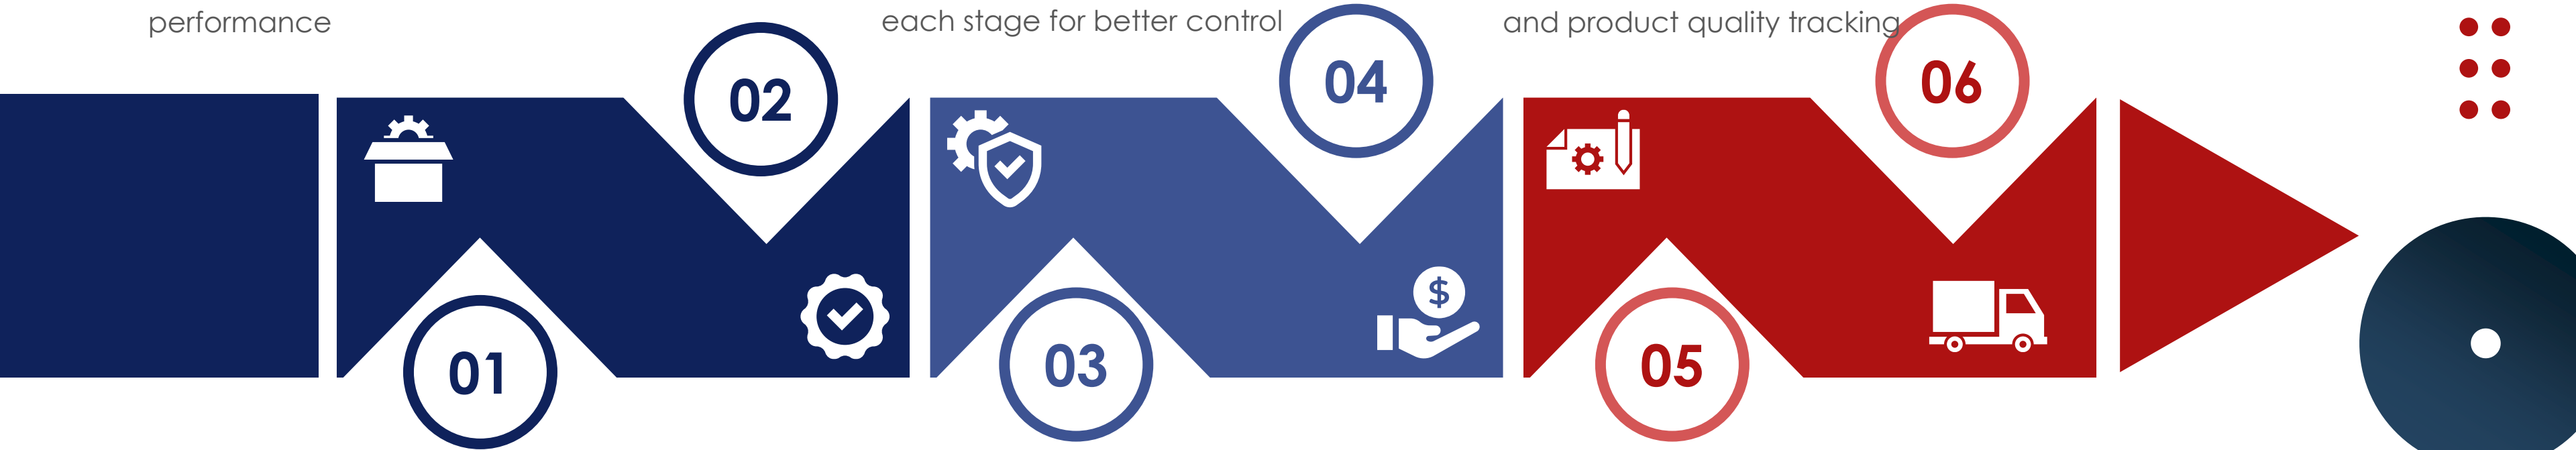 performance
each stage for better control
and product quality tracking
02
04
06
$
01
03
05